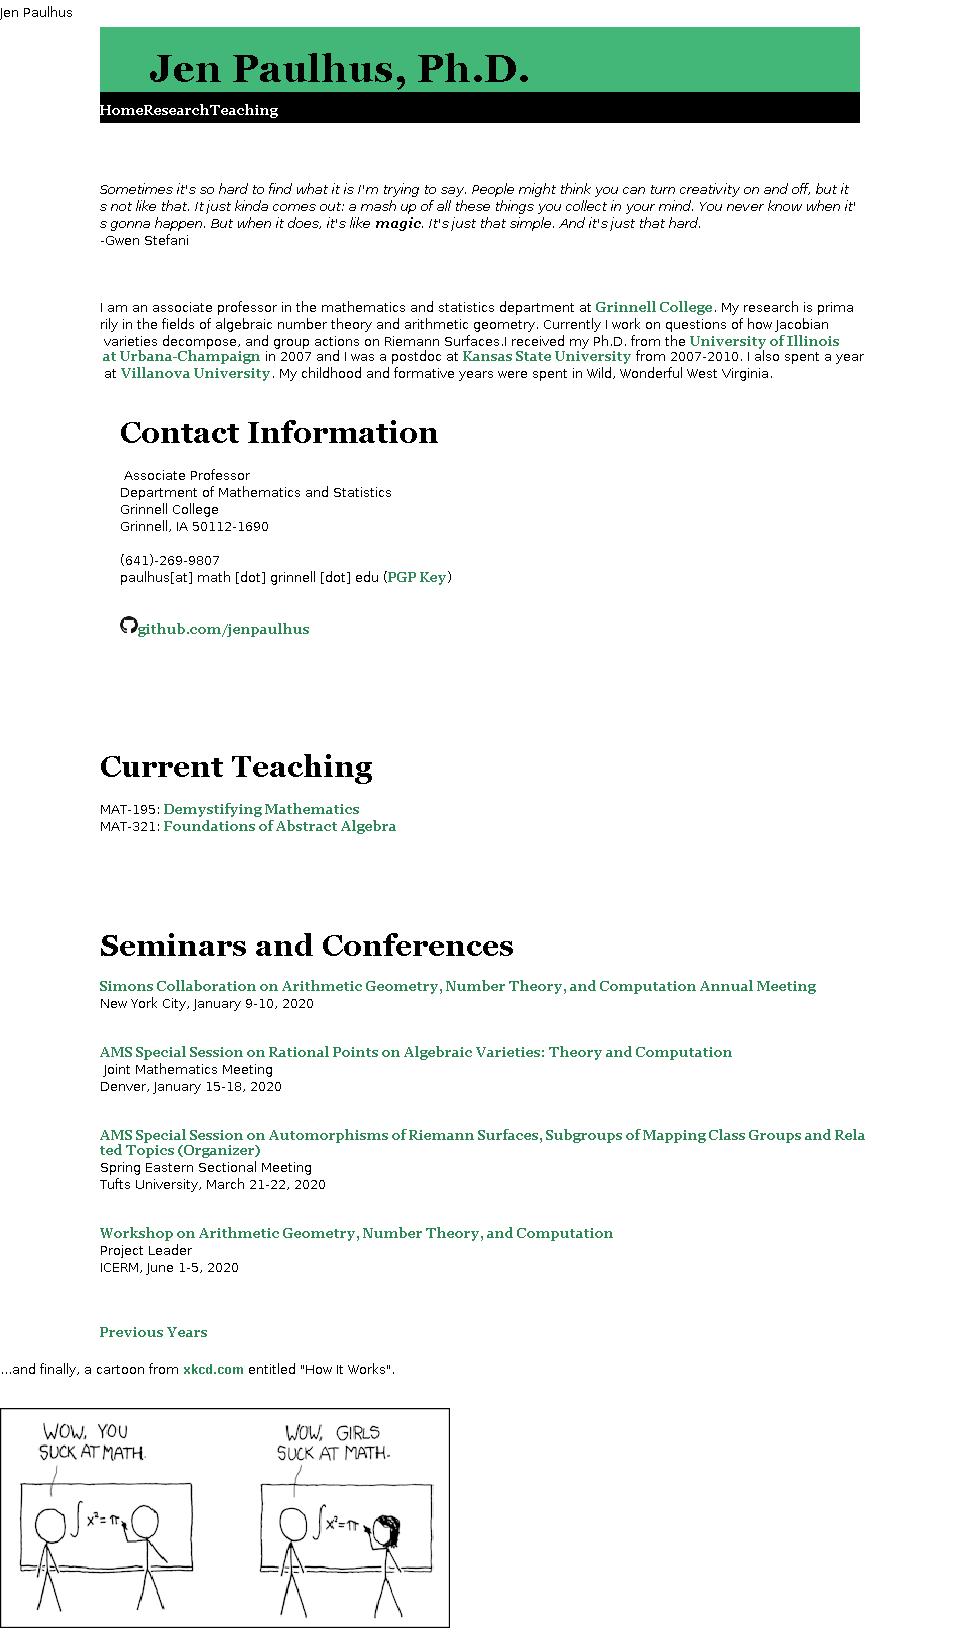 Jen Paulhus
Jen Paulhus, Ph.D.
HomeResearchTeaching
Sometimes it's so hard to find what it is I'm trying to say. People might think you can turn creativity on and off, but it
s not like that. It just kinda comes out: a mash up of all these things you collect in your mind. You never know when it'
s gonna happen. But when it does, it's like magic. It's just that simple. And it's just that hard.
-Gwen Stefani
I am an associate professor in the mathematics and statistics department at Grinnell College. My research is prima
rily in the fields of algebraic number theory and arithmetic geometry. Currently I work on questions of how Jacobian
varieties decompose, and group actions on Riemann Surfaces.I received my Ph.D. from the University of Illinois
at Urbana-Champaign in 2007 and I was a postdoc at Kansas State University from 2007-2010. I also spent a year
at Villanova University. My childhood and formative years were spent in Wild, Wonderful West Virginia.
Contact Information
Associate Professor
Department of Mathematics and Statistics
Grinnell College
Grinnell, IA 50112-1690
(641)-269-9807
paulhus[at] math [dot] grinnell [dot] edu (PGP Key)
github.com/jenpaulhus
Current Teaching
MAT-195: Demystifying Mathematics
MAT-321: Foundations of Abstract Algebra
Seminars and Conferences
Simons Collaboration on Arithmetic Geometry, Number Theory, and Computation Annual Meeting
New York City, January 9-10, 2020
AMS Special Session on Rational Points on Algebraic Varieties: Theory and Computation
Joint Mathematics Meeting
Denver, January 15-18, 2020
AMS Special Session on Automorphisms of Riemann Surfaces, Subgroups of Mapping Class Groups and Rela
ted Topics (Organizer)
Spring Eastern Sectional Meeting
Tufts University, March 21-22, 2020
Workshop on Arithmetic Geometry, Number Theory, and Computation
Project Leader
ICERM, June 1-5, 2020
Previous Years
...and finally, a cartoon from xkcd.com entitled "How It Works".
WOW, YOU
SUCK AT MATH.
∫x²=π
WOW, GIRLS
SUCK AT MATH.
∫x²=π